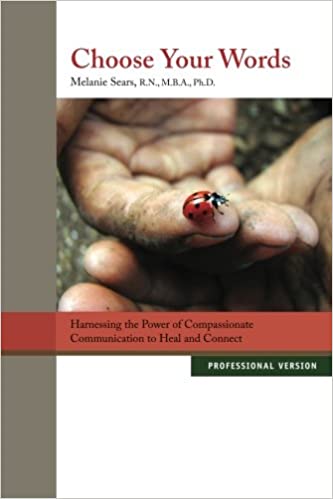 Choose Your Words
Melanie Sears, R.N., M.B.A., Ph.D.
Harnessing the Power of Compassionate
Communication to Heal and Connect
PROFESSIONAL VERSION